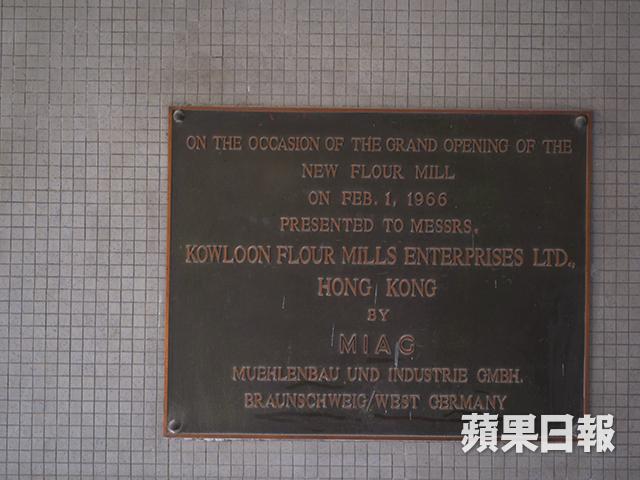 ON THE OCCASION OF THE GRAND OPENING OF THE
NEW FLOUR MILL
ON FEB. 1, 1966
PRESENTED TO MESSRS.
KOWLOON FLOUR MILLS ENTERPRISES LTD.,
HONG KONG
BY
MIAG
MUEHLENBAU UND INDUSTRIE GMBH.
BRAUNSCHWEIG/WEST GERMANY
蘋果日報